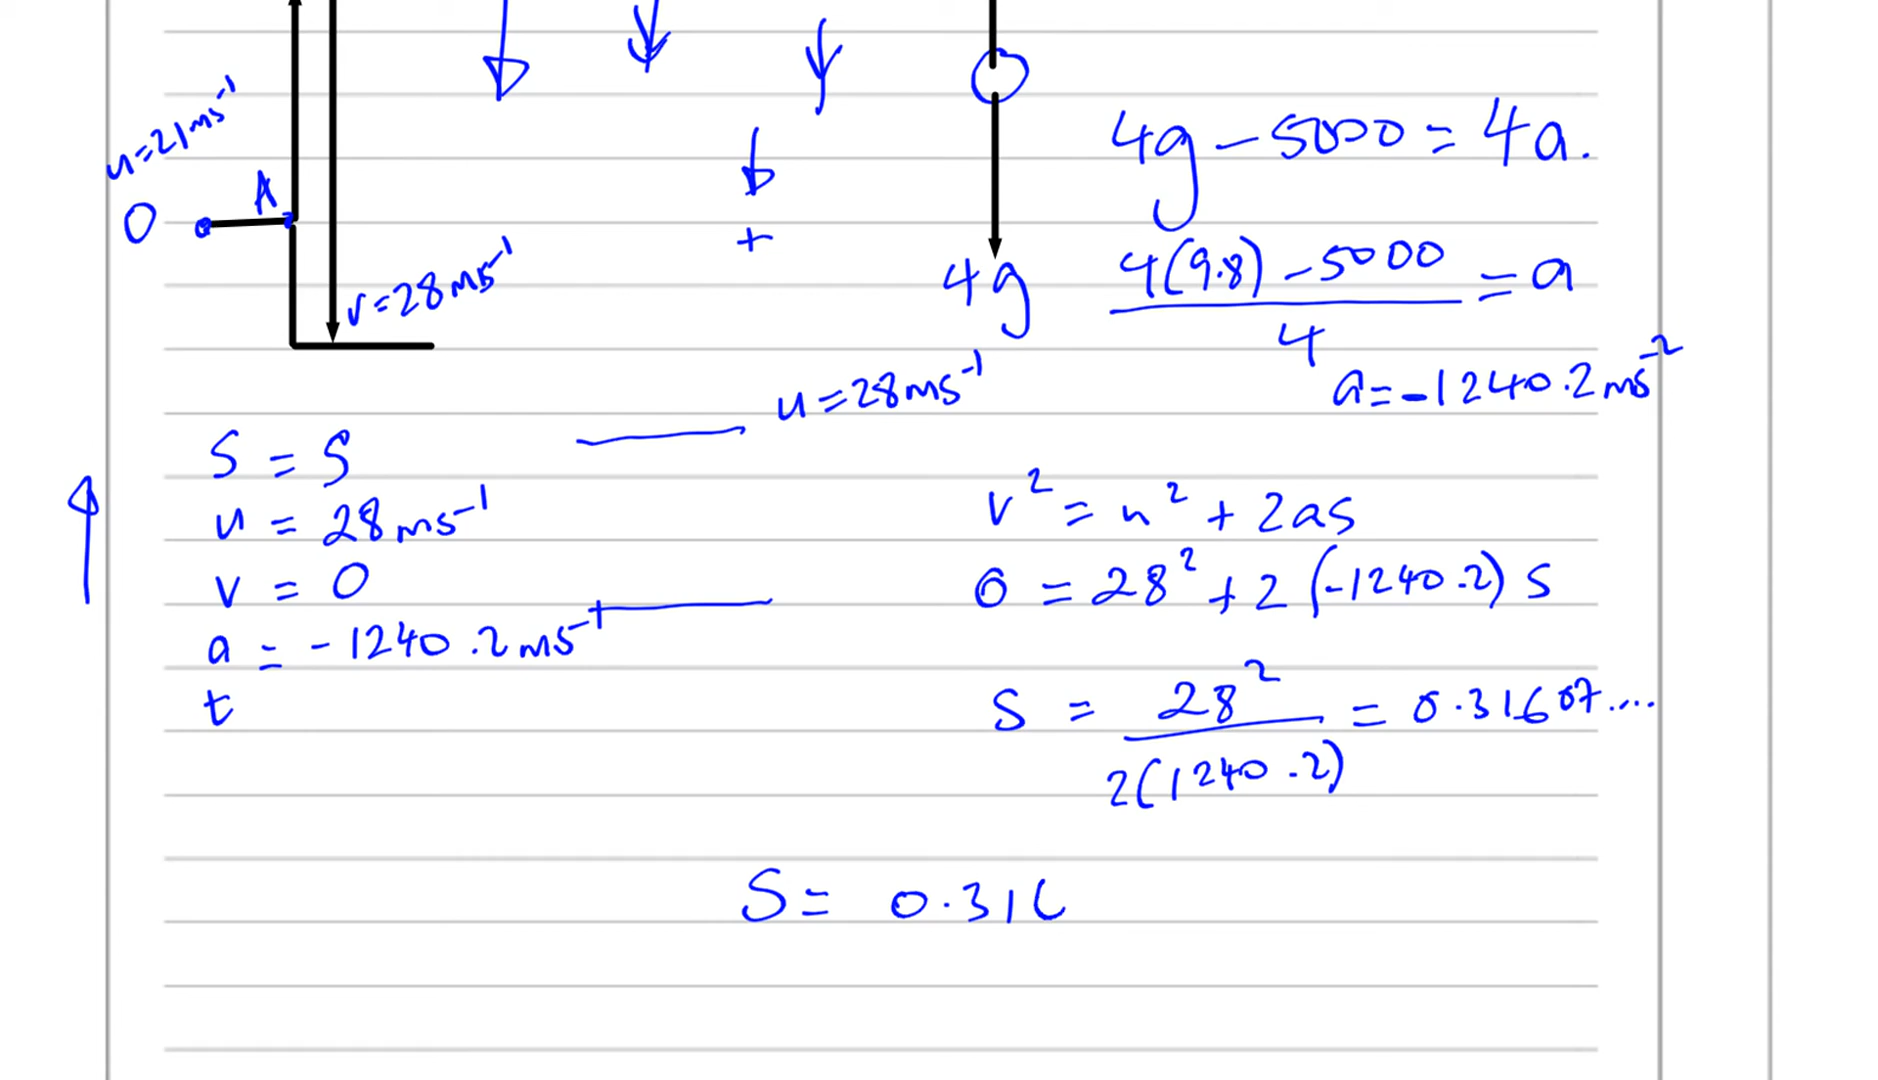 u=21ms⁻¹
O A
v=28ms⁻¹
+
4g
4g - 5000 = 4a.
4(9.8) - 5000 / 4 = a
a = -1240.2 ms⁻²
u = 28ms⁻¹
S = S
u = 28ms⁻¹
v = 0
a = -1240.2ms⁻¹
t
v² = u² + 2as
0 = 28² + 2(-1240.2) s
S = 28² / 2(1240.2) = 0.31607....
S = 0.316